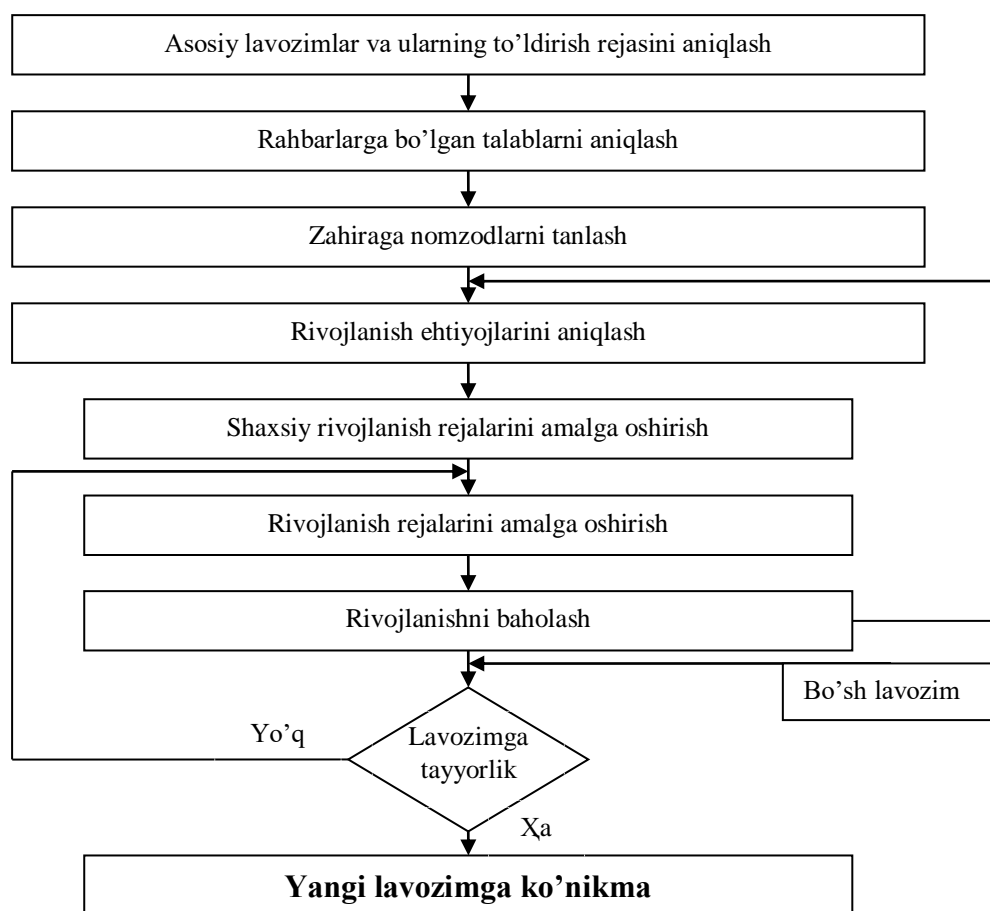 Asosiy lavozimlar va ularning to’ldirish rejasini aniqlash
Rahbarlarga bo’lgan talablarni aniqlash
Zahiraga nomzodlarni tanlash
Rivojlanish ehtiyojlarini aniqlash
Shaxsiy rivojlanish rejalarini amalga oshirish
Rivojlanish rejalarini amalga oshirish
Rivojlanishni baholash
Bo’sh lavozim
Yo’q
Lavozimga
tayyorlik
Ҳa
Yangi lavozimga ko’nikma